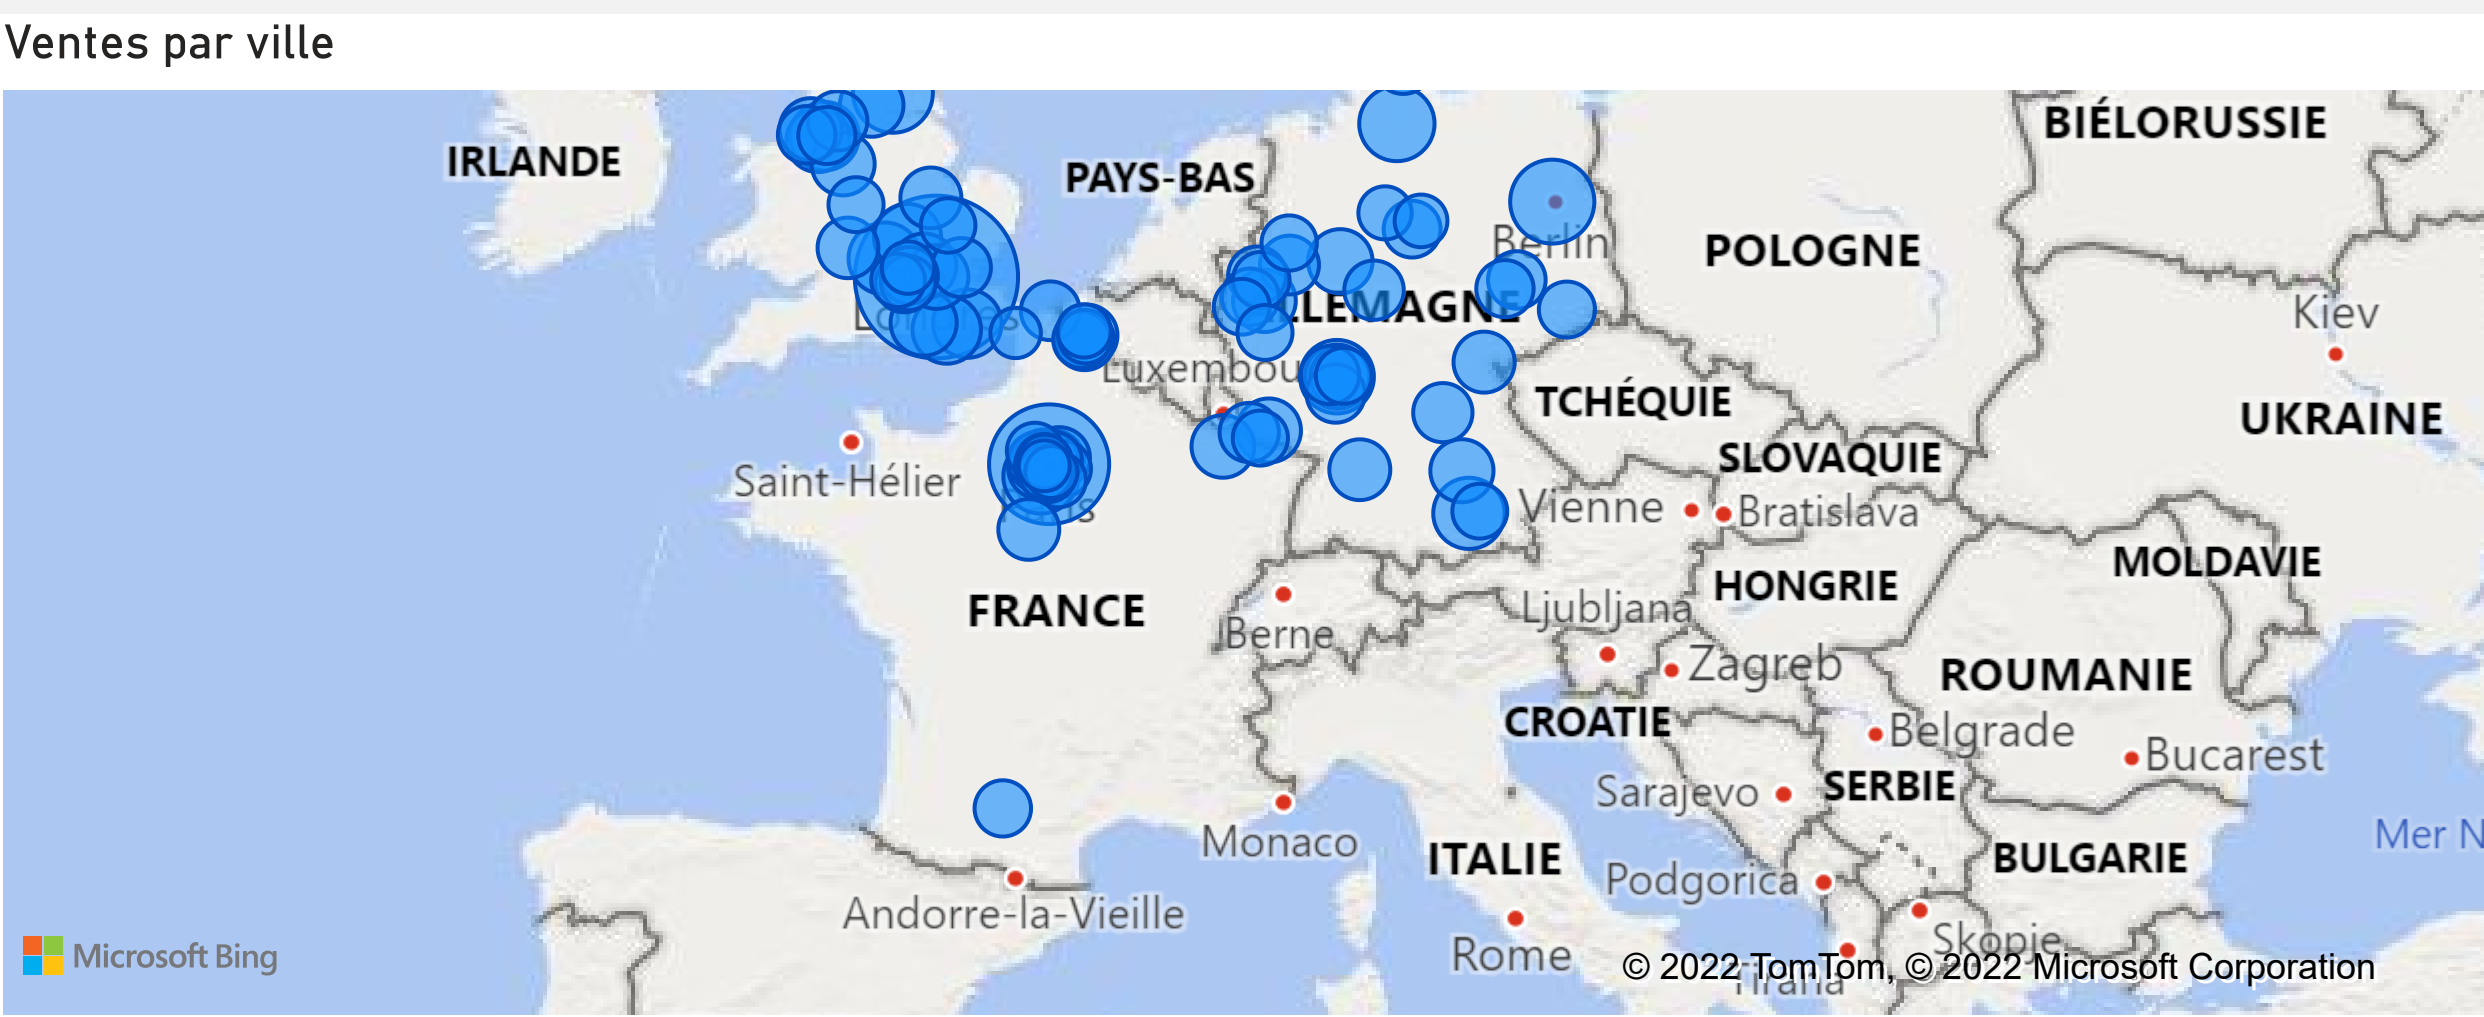 Ventes par ville
BIÉLORUSSIE
IRLANDE
PAYS-BAS
Berlin
POLOGNE
LLEMAGNE
Kiev
Luxembou
TCHÉQUIE
UKRAINE
SLOVAQUIE
Saint-Hélier
Vienne
Bratislava
MOLDAVIE
HONGRIE
FRANCE
Ljubljana
Berne
Zagreb
ROUMANIE
CROATIE
Belgrade
Bucarest
Sarajevo
SERBIE
Mer N
Monaco
ITALIE
BULGARIE
Podgorica
Andorre-la-Vieille
Skopje
Rome
Microsoft Bing
© 2022 TomTom, © 2022 Microsoft Corporation
Tirana